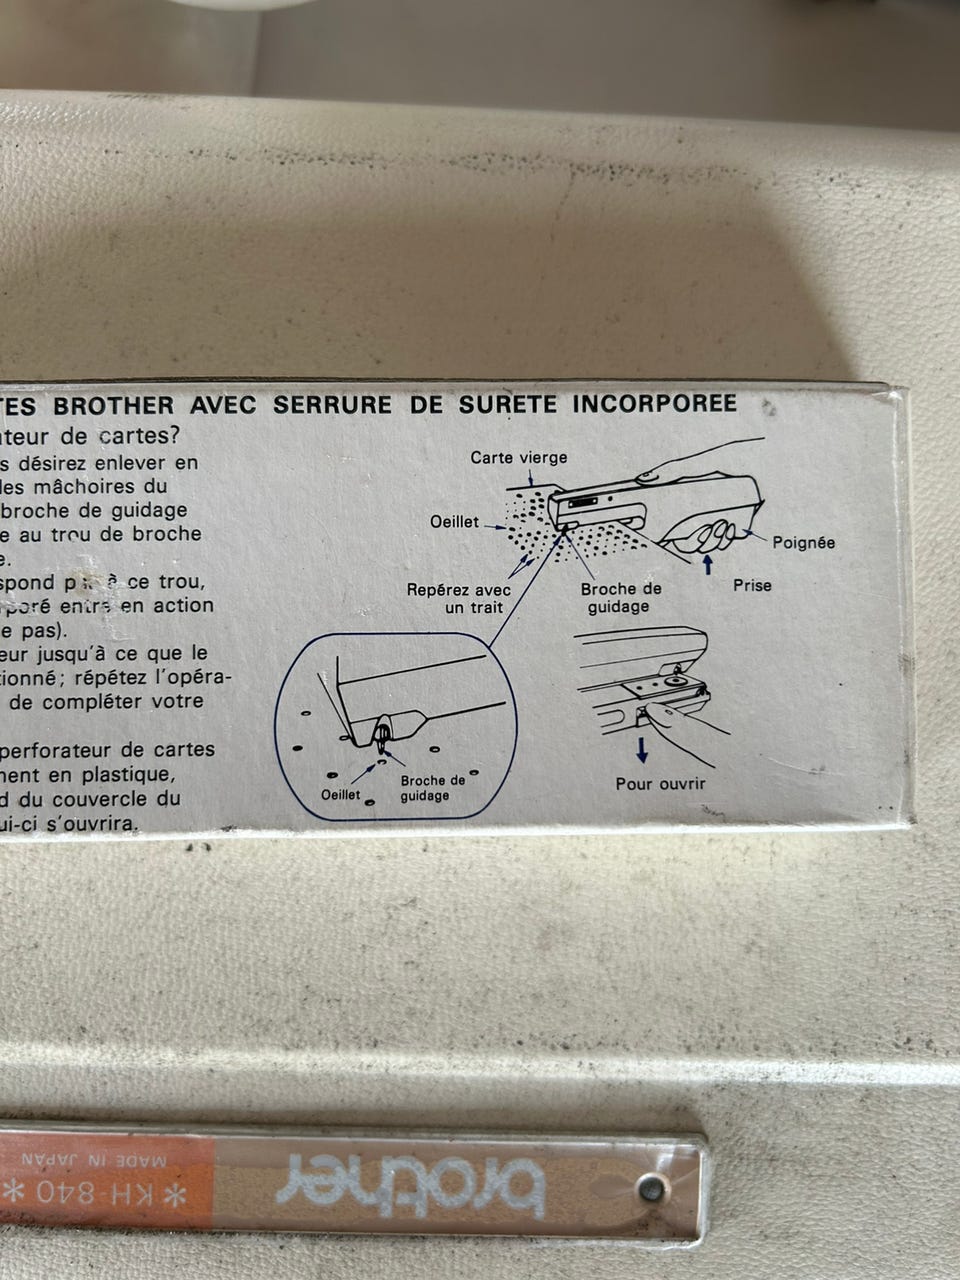 TES BROTHER AVEC SERRURE DE SURETE INCORPOREE
ateur de cartes?
s désirez enlever en
les mâchoires du
broche de guidage
e au trou de broche
e.
spond à ce trou,
poré entre en action
e pas).
eur jusqu'à ce que le
tionné; répétez l'opéra-
de compléter votre
perforateur de cartes
ment en plastique,
d du couvercle du
ui-ci s'ouvrira.
Carte vierge
Oeillet
Poignée
Repérez avec
un trait
Broche de
guidage
Prise
Oeillet
Broche de
guidage
Pour ouvrir
brother
* KH-840 *
MADE IN JAPAN